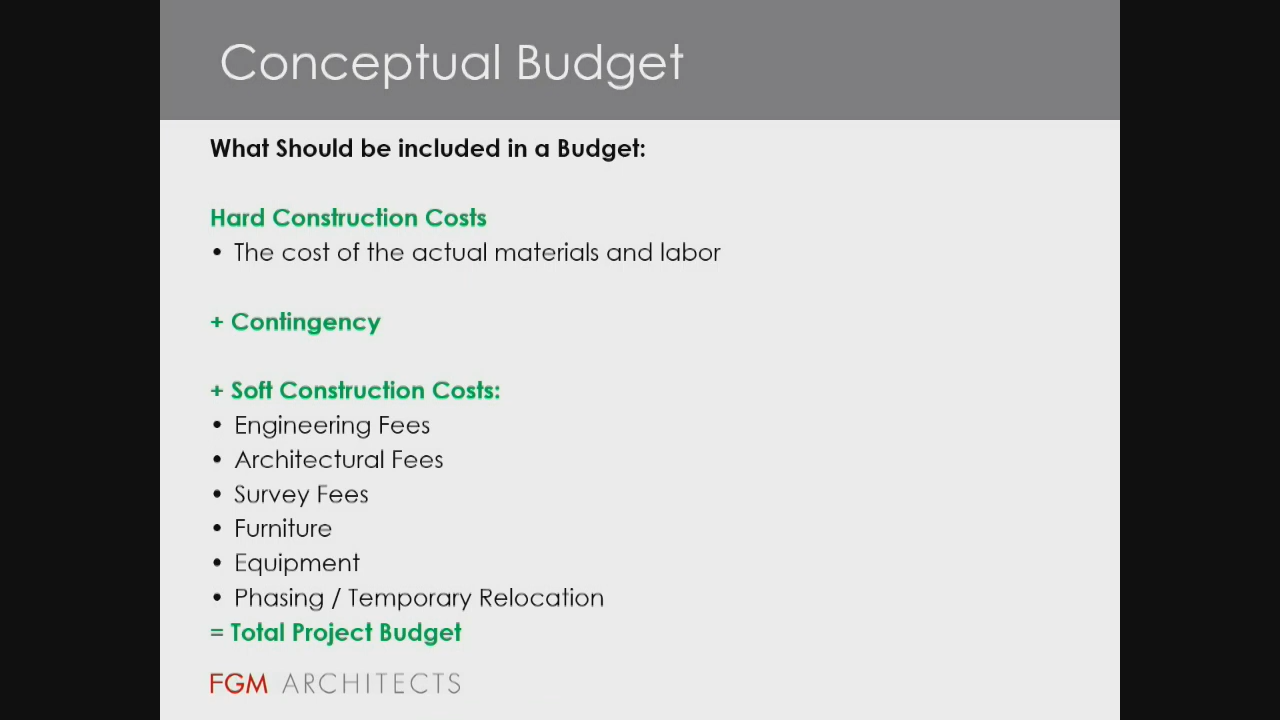 Conceptual Budget
What Should be included in a Budget:
Hard Construction Costs
• The cost of the actual materials and labor
+ Contingency
+ Soft Construction Costs:
• Engineering Fees
• Architectural Fees
• Survey Fees
• Furniture
• Equipment
• Phasing / Temporary Relocation
= Total Project Budget
FGM ARCHITECTS